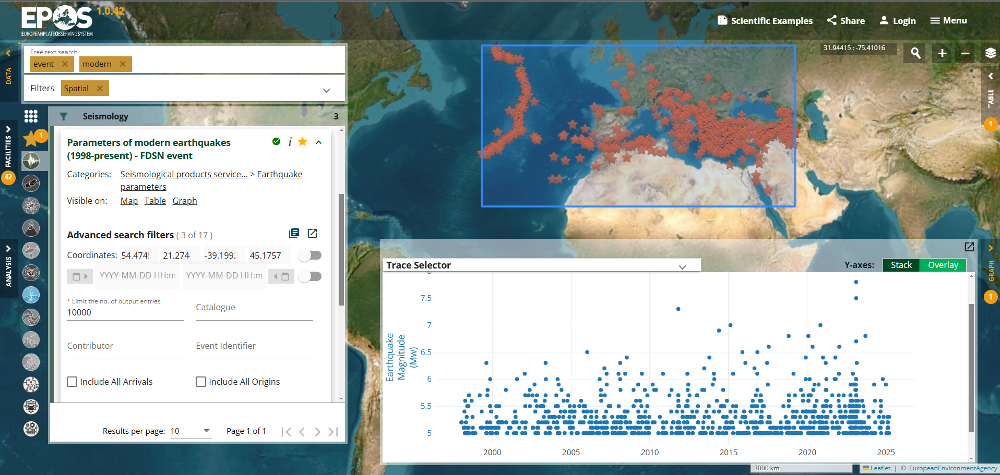 EPOS 1.0.42
EUROPEANPLATEOBSERVINGSYSTEM
Scientific Examples
Share
Login
Menu
DATA
FACILITIES
42
ANALYSIS
Free text search
event
modern
Filters
Spatial
1
Seismology 3
Parameters of modern earthquakes
(1998-present) - FDSN event
Categories: Seismological products service... > Earthquake
parameters
Visible on: Map Table Graph
Advanced search filters ( 3 of 17 )
Coordinates: 54.474 21.274 -39.199 45.1757
YYYY-MM-DD HH:m YYYY-MM-DD HH:m
* Limit the no. of output entries
10000
Catalogue
Contributor
Event Identifier
Include All Arrivals
Include All Origins
Results per page: 10 Page 1 of 1
31.94415 : -75.41016
TABLE
1
GRAPH
1
Trace Selector
Y-axes: Stack Overlay
Earthquake
Magnitude
(Mw)
7.5
7
6.5
6
5.5
5
2000 2005 2010 2015 2020 2025
3000 km
Leaflet | © EuropeanEnvironmentAgency